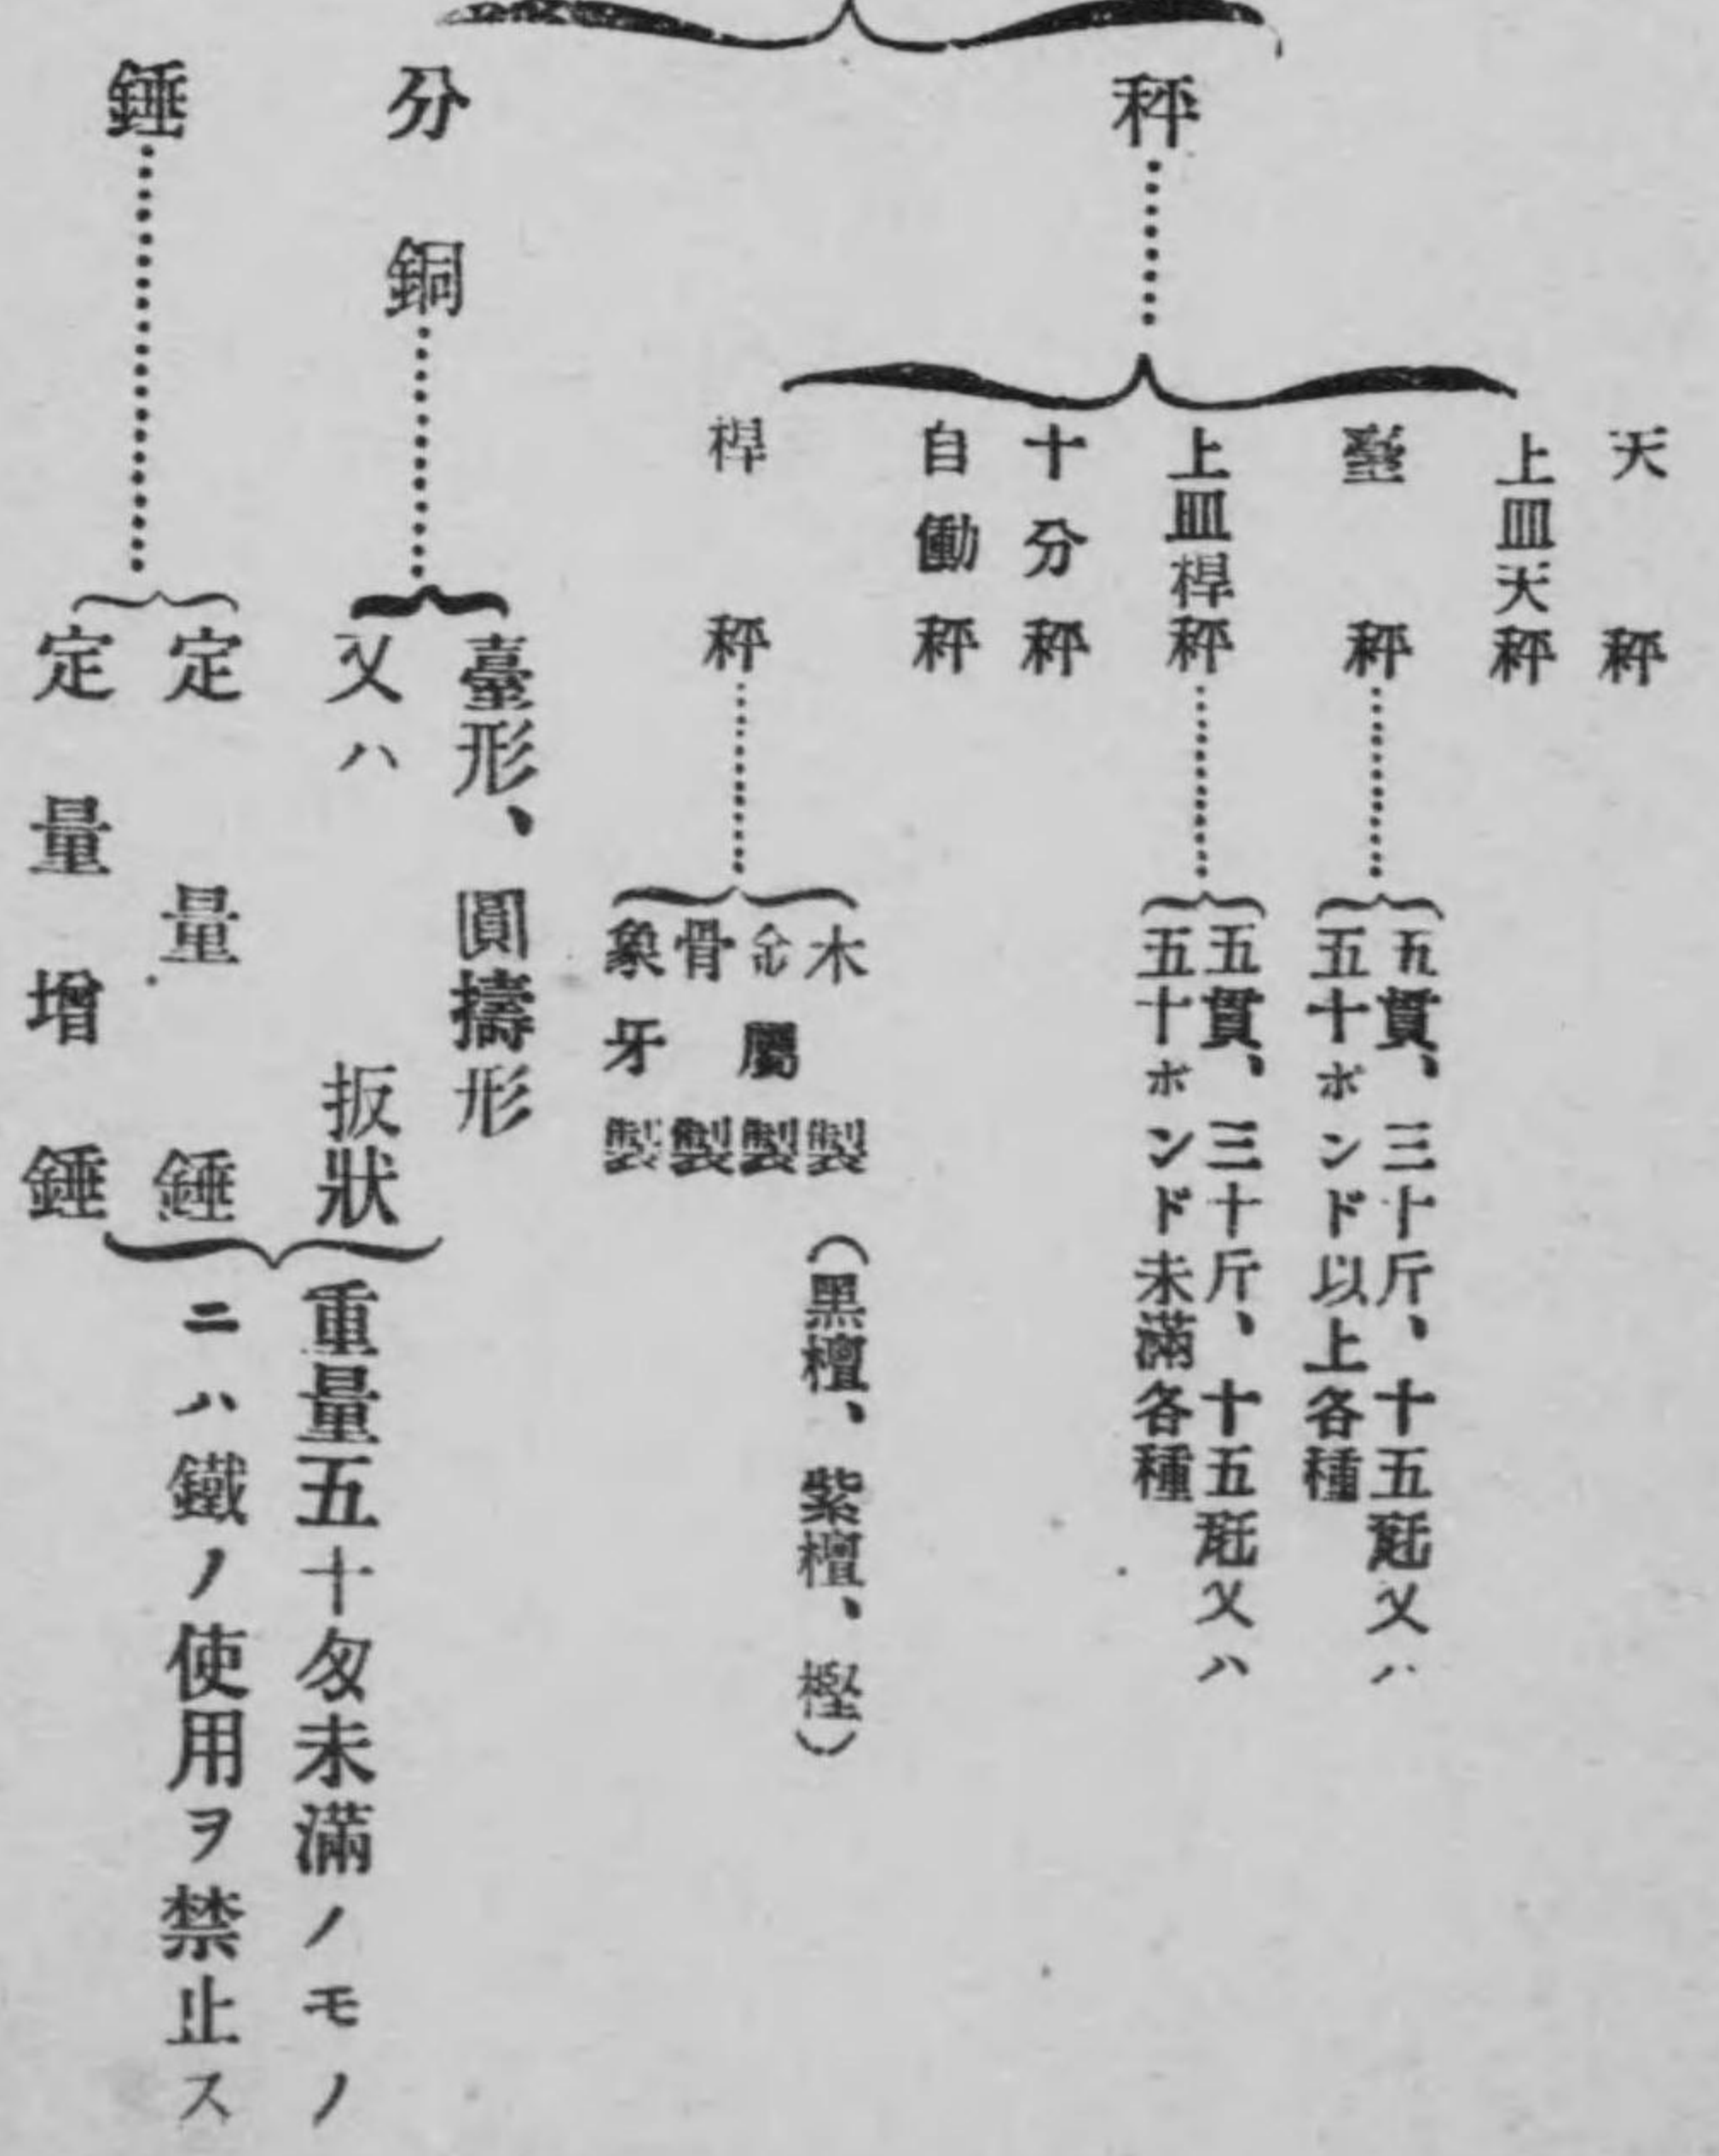 秤
天秤
上皿天秤
臺秤
五貫、三十斤、十五瓩又ハ
五十ポンド以上各種
上皿桿秤
五貫、三十斤、十五瓩又ハ
五十ポンド未滿各種
十分秤
自働秤
桿秤
木製(黑檀、紫檀、樫)
金屬製
骨製
象牙製
分銅
臺形、圓擣形
又ハ扳狀
錘
定量錘
定量增錘
重量五十匁未滿ノモノ
ニハ鐵ノ使用ヲ禁止ス